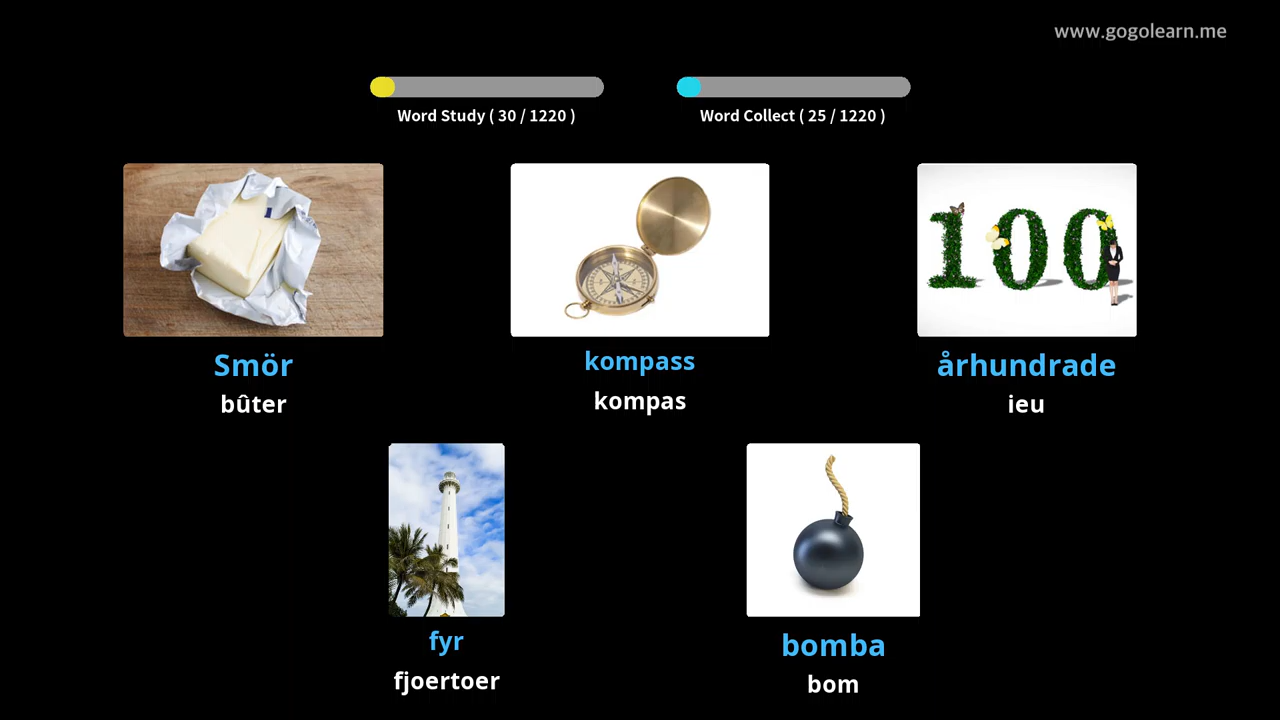 www.gogolearn.me
Word Study ( 30 / 1220 )
Word Collect ( 25 / 1220 )
Smör
bûter
kompass
kompas
århundrade
ieu
fyr
fjoertoer
bomba
bom